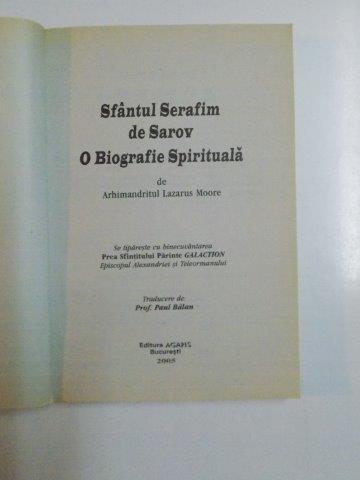 Sfântul Serafim
de Sarov
O Biografie Spirituală
de
Arhimandritul Lazarus Moore
Se tipărește cu binecuvântarea
Prea Sfințitului Părinte GALACTION
Episcopul Alexandriei și Teleormanului
Traducere de
Prof. Paul Bălan
Editura AGAPIS
București
2005